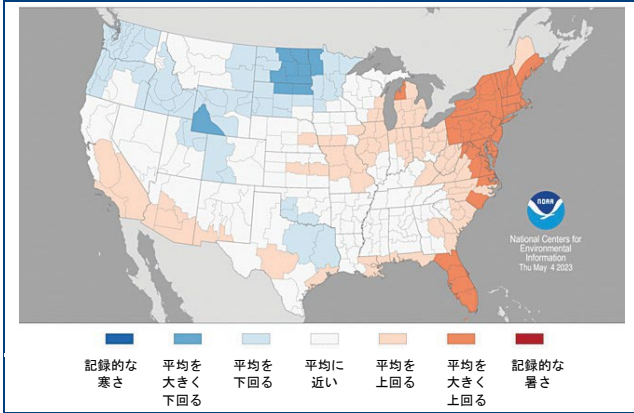 NOAA
National Centers for
Environmental
Information
Thu May 4 2023
記録的な
寒さ
平均を
大きく
下回る
平均を
下回る
平均に
近い
平均を
上回る
平均を
大きく
上回る
記録的な
暑さ